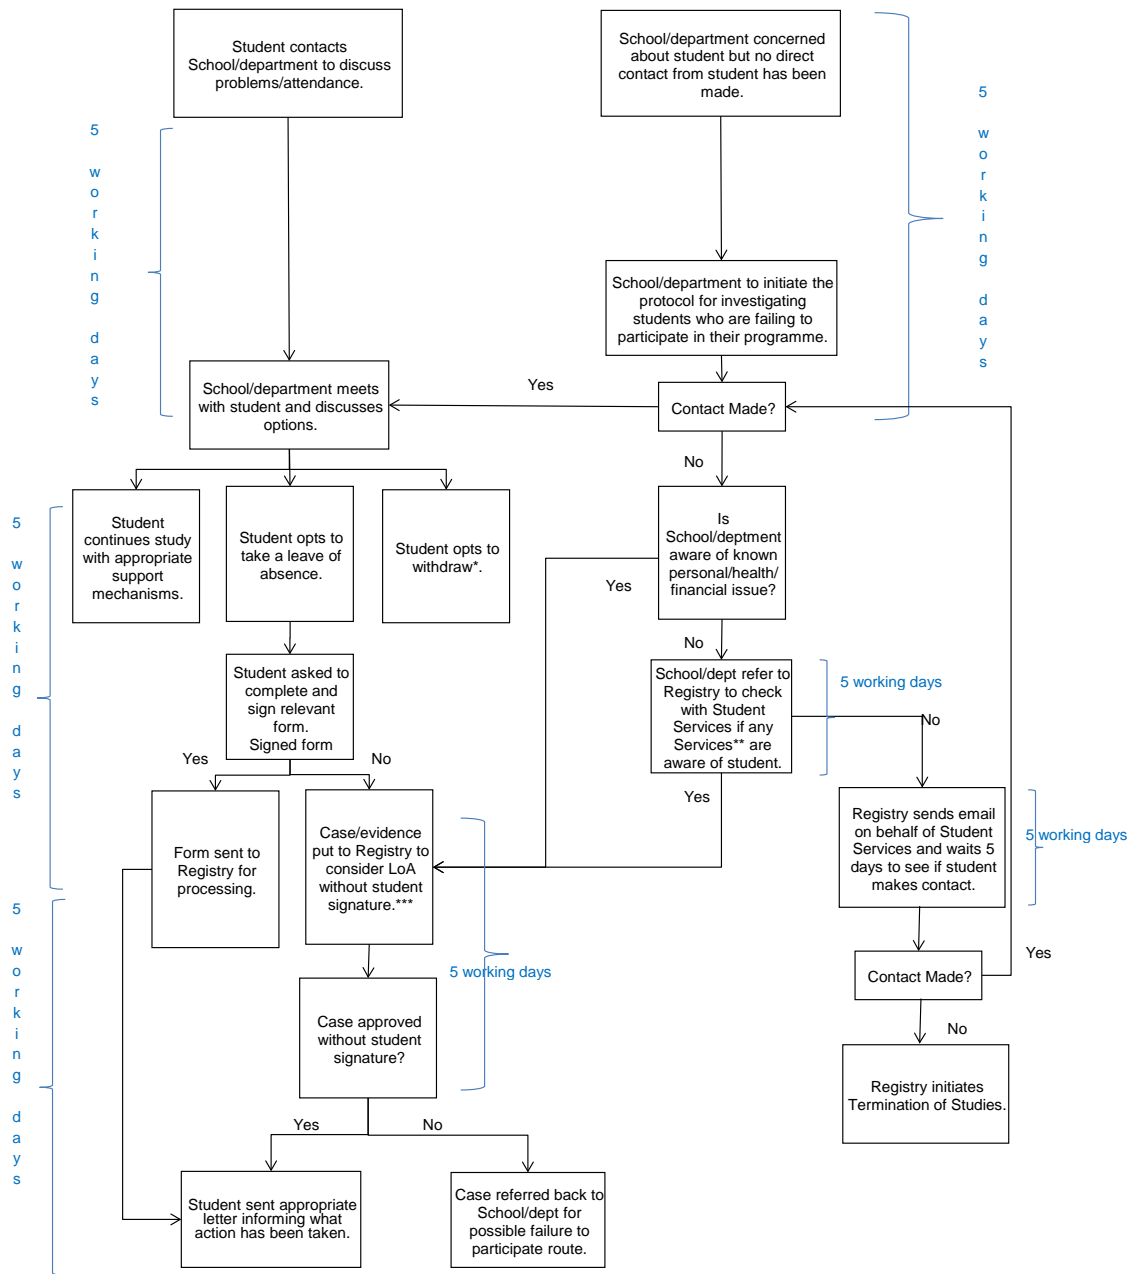 Student contacts
School/department to discuss
problems/attendance.
School/department concerned
about student but no direct
contact from student has been
made.
5 working days
5 working days
School/department to initiate the
protocol for investigating
students who are failing to
participate in their programme.
School/department meets
with student and discusses
options.
Yes
Contact Made?
No
Student
continues study
with appropriate
support
mechanisms.
Student opts to
take a leave of
absence.
Student opts to
withdraw*.
Is
School/deptment
aware of known
personal/health/
financial issue?
Yes
No
5 working days
Student asked to
complete and
sign relevant
form.
Signed form
School/dept refer to
Registry to check
with Student
Services if any
Services** are
aware of student.
5 working days
No
Yes
No
Yes
Form sent to
Registry for
processing.
Case/evidence
put to Registry to
consider LoA
without student
signature.***
Registry sends email
on behalf of Student
Services and waits 5
days to see if student
makes contact.
5 working days
5 working days
5 working days
Case approved
without student
signature?
Contact Made?
Yes
No
Registry initiates
Termination of Studies.
Yes
No
Student sent appropriate
letter informing what
action has been taken.
Case referred back to
School/dept for
possible failure to
participate route.